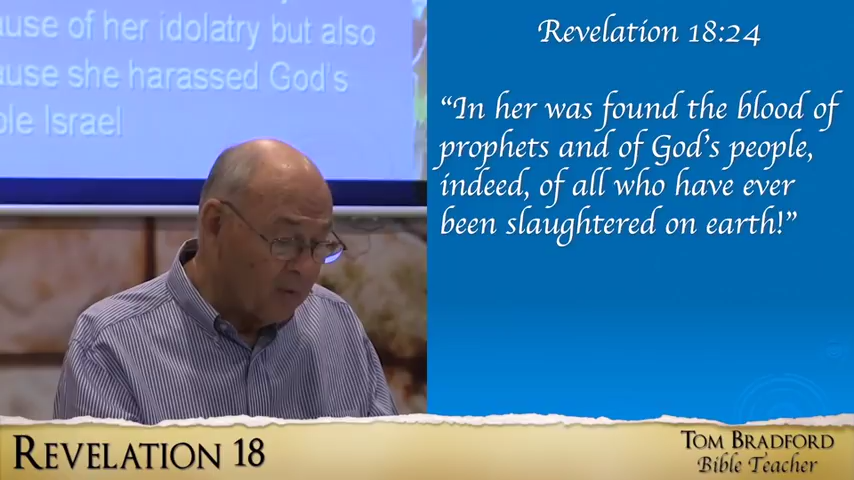 ause of her idolatry but also
ause she harassed God's
ple Israel
Revelation 18:24
"In her was found the blood of
prophets and of God's people,
indeed, of all who have ever
been slaughtered on earth!"
REVELATION 18
TOM BRADFORD
Bible Teacher